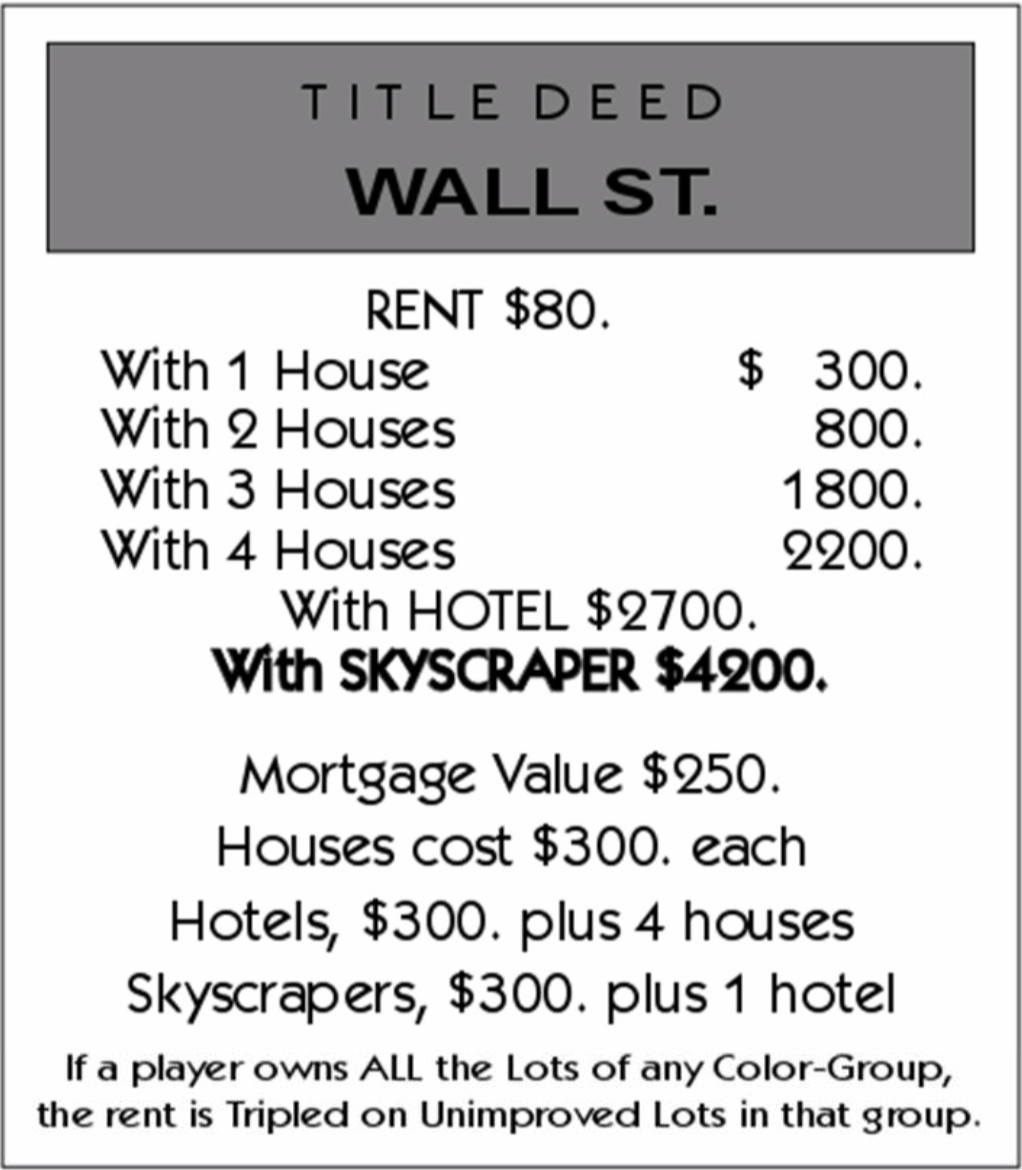 TITLE DEED
WALL ST.
RENT $80.
With 1 House $ 300.
With 2 Houses 800.
With 3 Houses 1800.
With 4 Houses 2200.
With HOTEL $2700.
With SKYSCRAPER $4200.
Mortgage Value $250.
Houses cost $300. each
Hotels, $300. plus 4 houses
Skyscrapers, $300. plus 1 hotel
If a player owns ALL the Lots of any Color-Group,
the rent is Tripled on Unimproved Lots in that group.